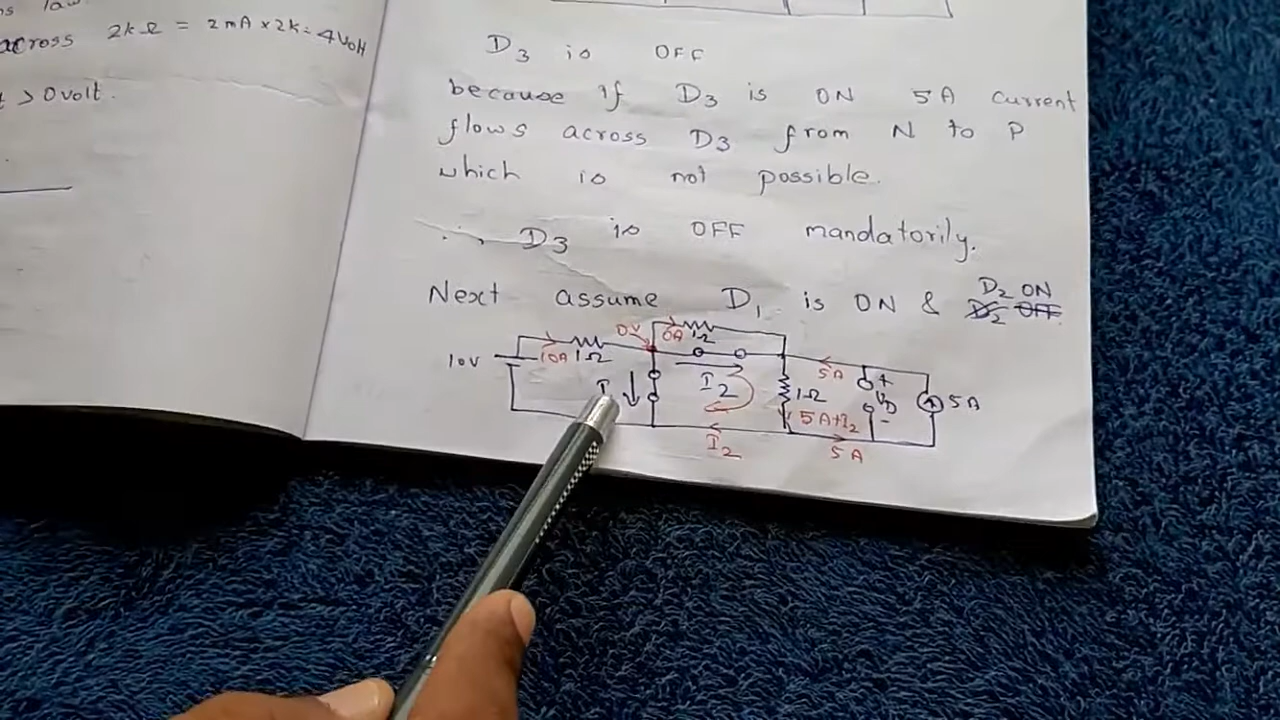 across 2kΩ = 2mA x 2k = 4Volt
> 0volt.
D3 is OFF
because if D3 is ON 5A current
flows across D3 from N to P
which is not possible.
∴ D3 is OFF mandatorily.
Next assume D1 is ON & D2 ON
D2 OFF
10V
10A
1Ω
0V
0A
1Ω
I
I2
1Ω
5A+I2
5A
+
VD
-
5A
I2
5A